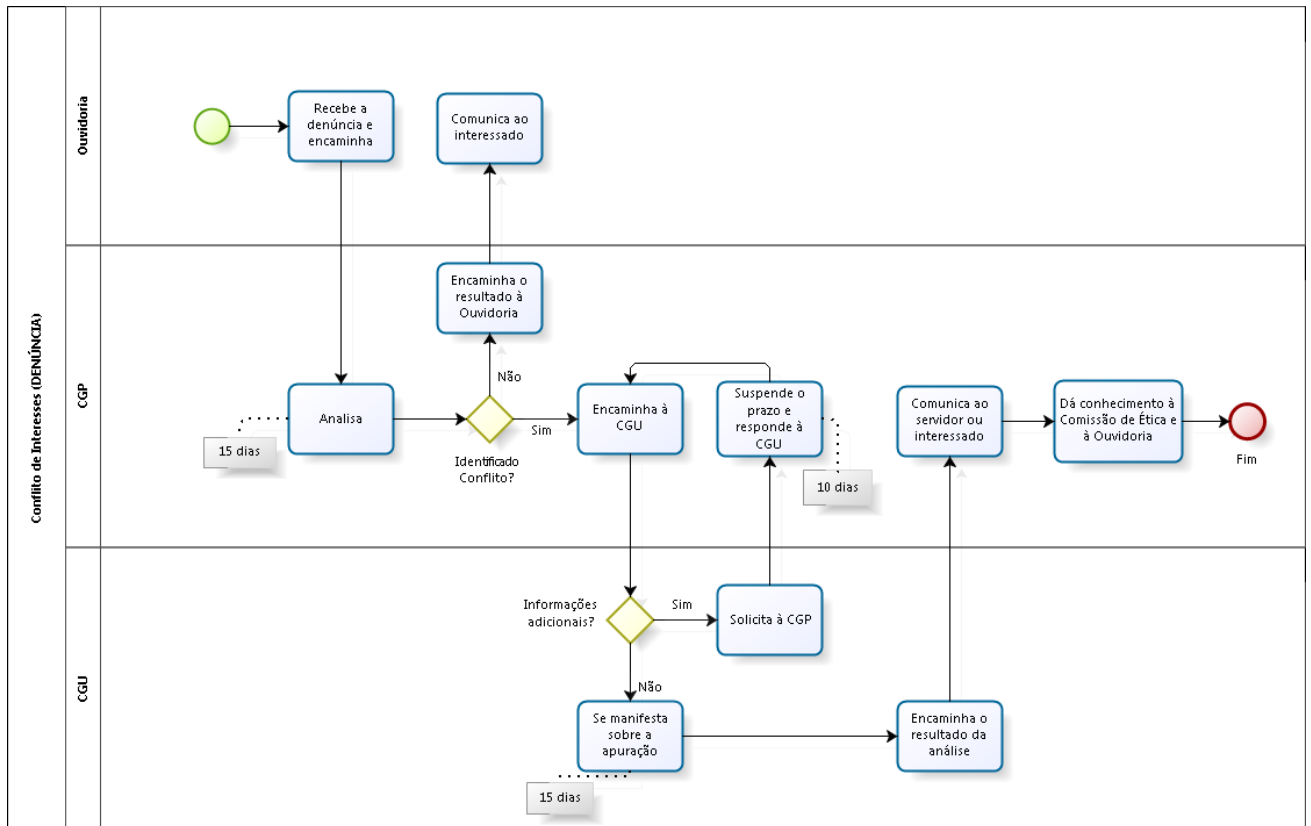 Conflito de Interesses (DENÚNCIA)
Ouvidoria
Recebe a
denúncia e
encaminha
Comunica ao
interessado
CGP
Encaminha o
resultado à
Ouvidoria
Não
Analisa
15 dias
Sim
Identificado
Conflito?
Encaminha à
CGU
Suspende o
prazo e
responde à
CGU
10 dias
Comunica ao
servidor ou
interessado
Dá conhecimento à
Comissão de Ética e
à Ouvidoria
Fim
CGU
Informações
adicionais?
Sim
Solicita à CGP
Não
Se manifesta
sobre a
apuração
15 dias
Encaminha o
resultado da
análise